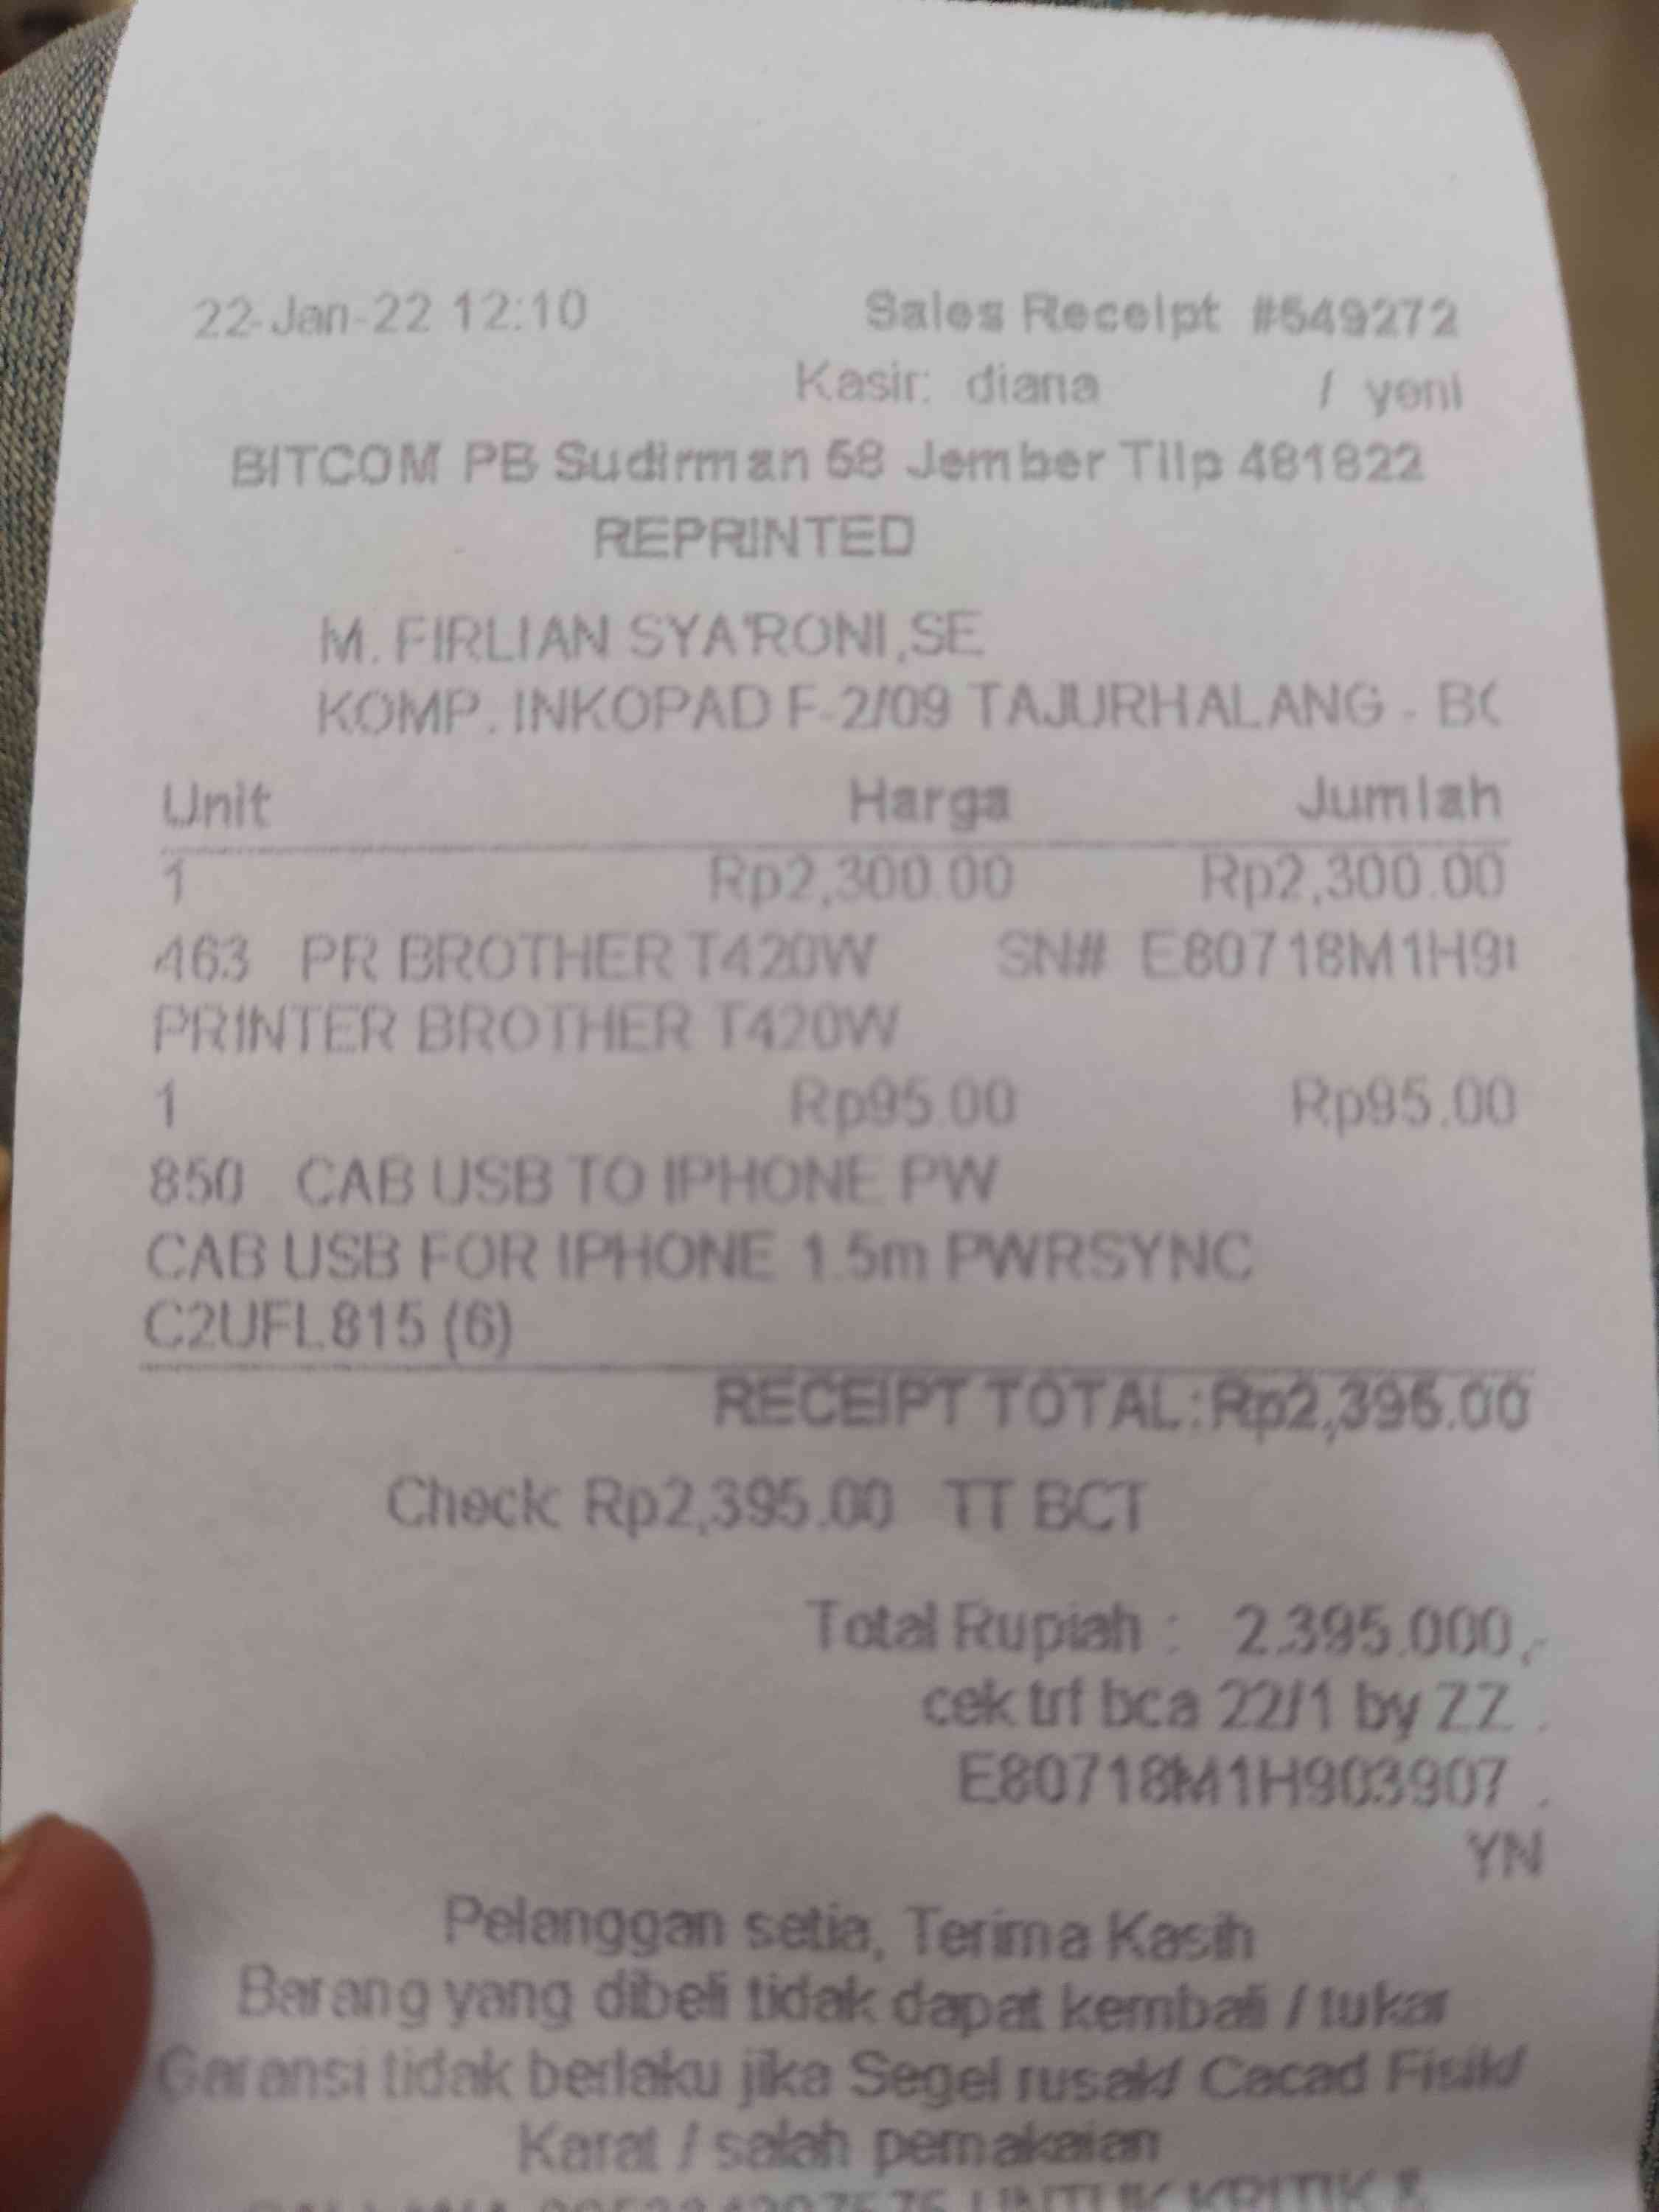 22-Jan-22 12:10 Sales Receipt #549272
Kasir: diana / yeni
BITCOM PB Sudirman 58 Jember Tllp 481822
REPRINTED
M. FIRLIAN SYA'RONI,SE
KOMP. INKOPAD F-2/09 TAJURHALANG - BO
Unit Harga Jumlah
1 Rp2,300.00 Rp2,300.00
463 PR BROTHER T420W SN# E80718M1H9
PRINTER BROTHER T420W
1 Rp95.00 Rp95.00
850 CAB USB TO IPHONE PW
CAB USB FOR IPHONE 1.5m PWRSYNC
C2UFL815 (6)
RECEIPT TOTAL: Rp2,395.00
Check Rp2,395.00 TT BCT
Total Rupiah : 2.395.000,-
cek trf bca 22/1 by ZZ .
E80718M1H903907 .
YN
Pelanggan setia, Terima Kasih
Barang yang dibeli tidak dapat kembali / tukar
Garansi tidak berlaku jika Segel rusak/ Cacad Fisik/
Karat / salah pemakaian
UNTUK KRITIK &